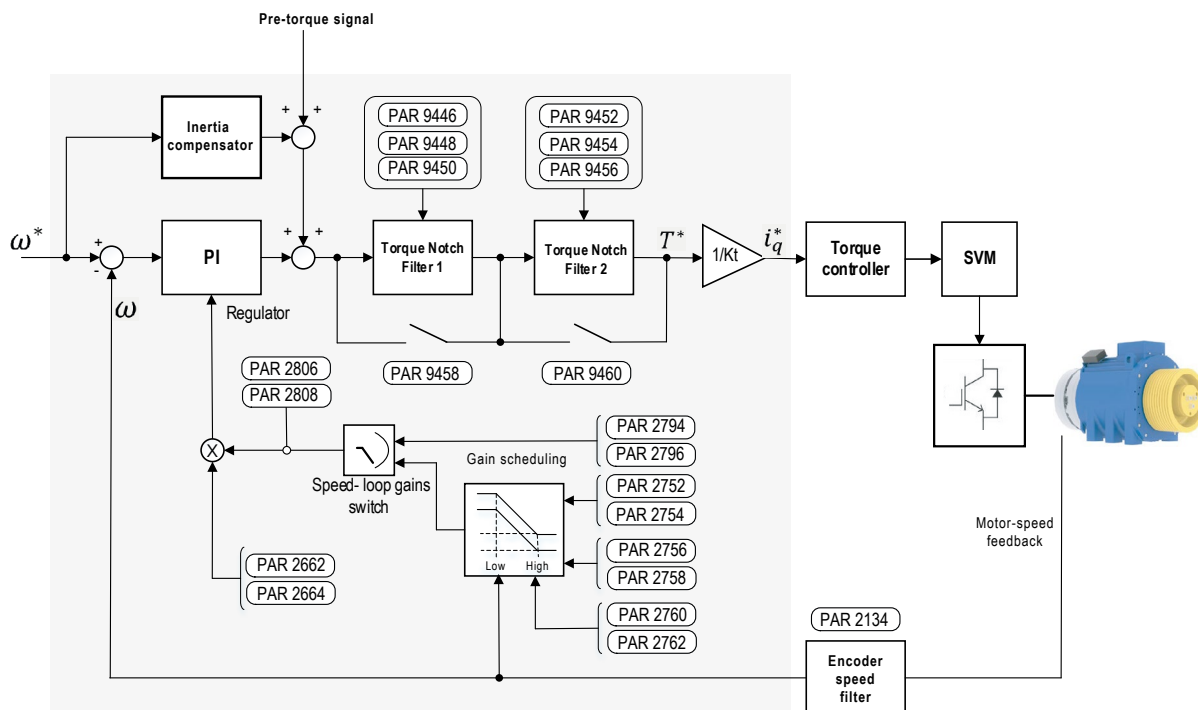 Pre-torque signal
+ +
Inertia
compensator
PAR 9446
PAR 9448
PAR 9450
PAR 9452
PAR 9454
PAR 9456
ω*
+
-
ω
PI
Regulator
+ +
Torque Notch
Filter 1
Torque Notch
Filter 2
T*
1/Kt
i*q
Torque
controller
SVM
PAR 9458
PAR 9460
PAR 2806
PAR 2808
X
Speed- loop gains
switch
Gain scheduling
Low High
PAR 2794
PAR 2796
PAR 2752
PAR 2754
PAR 2756
PAR 2758
PAR 2760
PAR 2762
PAR 2662
PAR 2664
Motor-speed
feedback
PAR 2134
Encoder
speed
filter